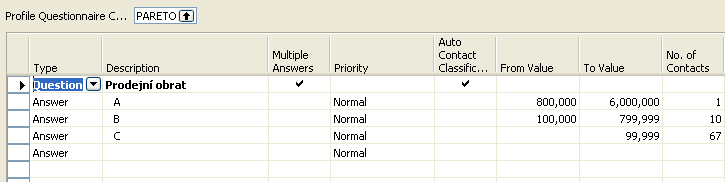 Profile Questionnaire C... PARETO
Type Description Multiple Answers Priority Auto Contact Classific... From Value To Value No. of Contacts
Question Prodejní obrat
Answer A Normal 800,000 6,000,000 1
Answer B Normal 100,000 799,999 10
Answer C Normal 99,999 67
Answer Normal